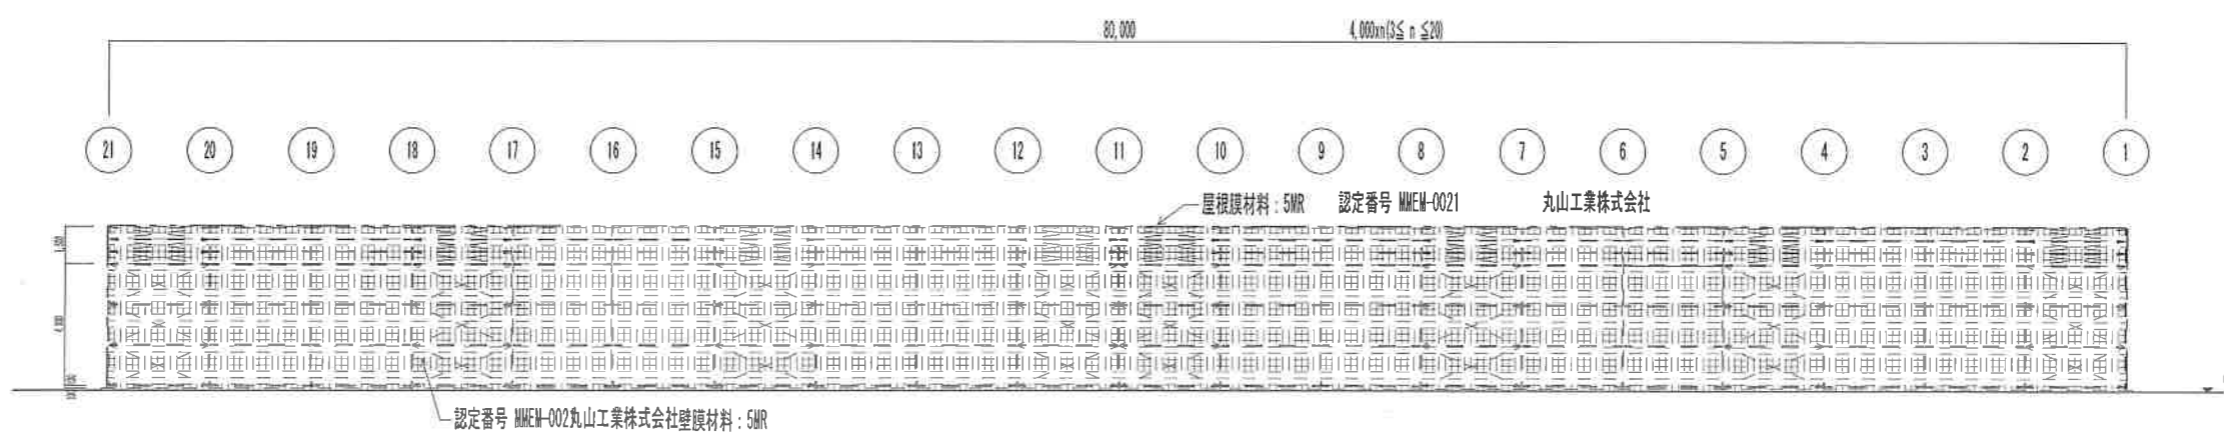 80,000 4,000xn(3≦ n ≦20)
21 20 19 18 17 16 15 14 13 12 11 10 9 8 7 6 5 4 3 2 1
屋根膜材料：5MR 認定番号 MMEM-0021 丸山工業株式会社
認定番号 MMEM-0021丸山工業株式会社壁膜材料：5MR